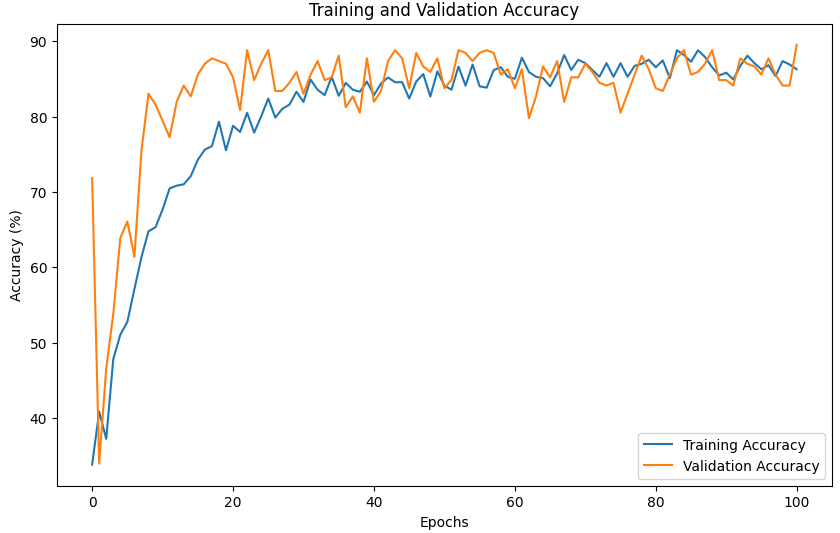 Training and Validation Accuracy
90
80
70
60
50
40
Accuracy (%)
0 20 40 60 80 100
Epochs
Training Accuracy
Validation Accuracy